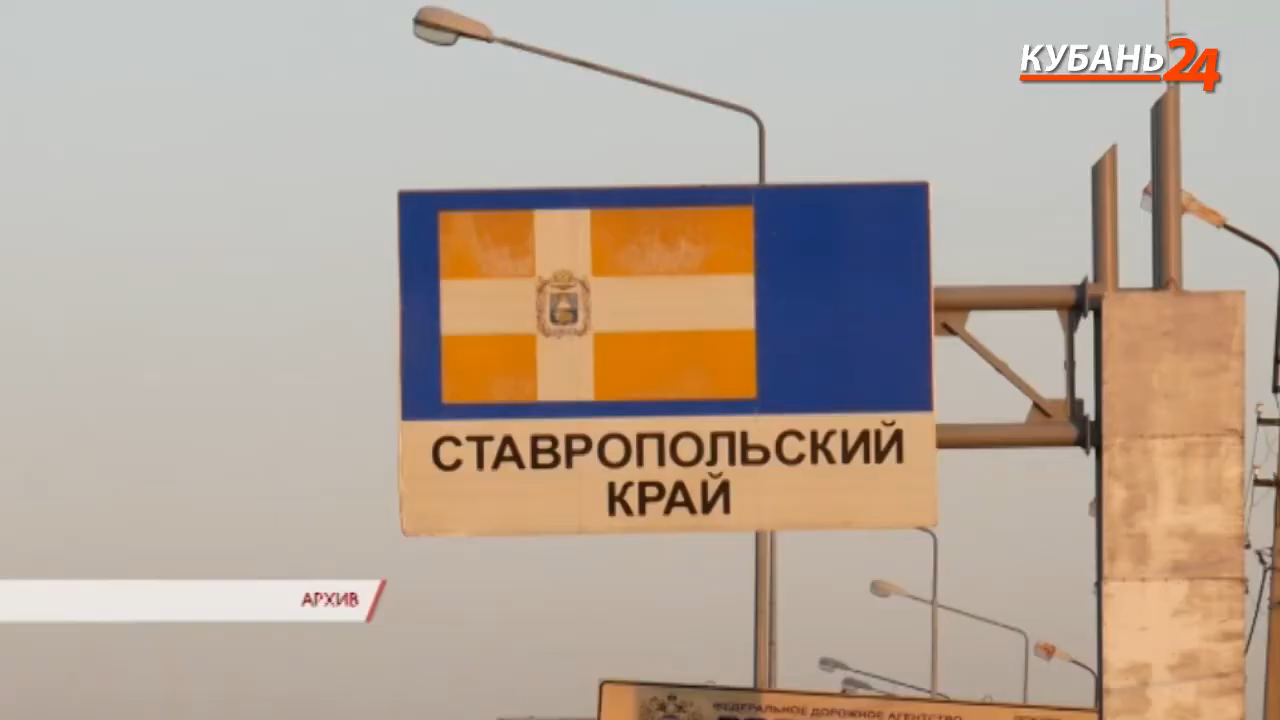 КУБАНЬ24
СТАВРОПОЛЬСКИЙ
КРАЙ
АРХИВ
ФЕДЕРАЛЬНОЕ ДОРОЖНОЕ АГЕНТСТВО